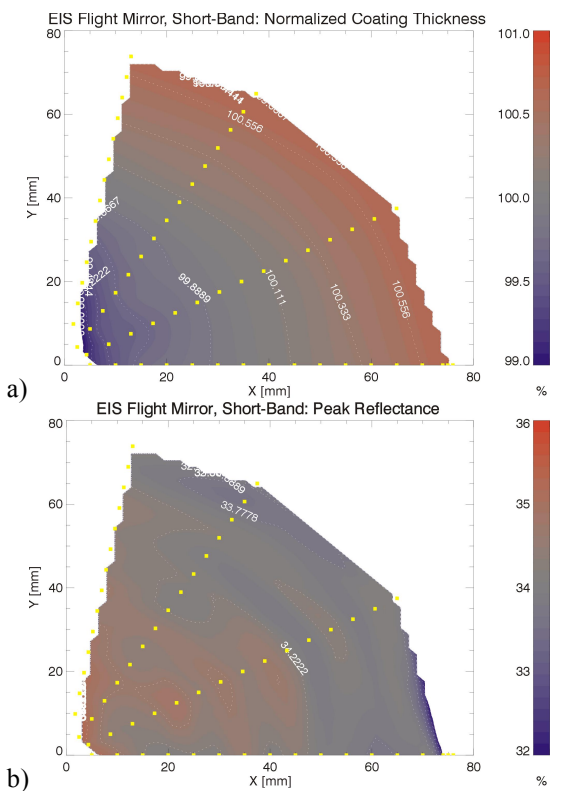 EIS Flight Mirror, Short-Band: Normalized Coating Thickness
80
60
40
20
0
Y [mm]
0 20 40 60 80
X [mm]
100.556
99.8889
100.111
100.333
100.556
101.0
100.5
100.0
99.5
99.0
%
a)
EIS Flight Mirror, Short-Band: Peak Reflectance
80
60
40
20
0
Y [mm]
0 20 40 60 80
X [mm]
33.7778
34.2222
36
35
34
33
32
%
b)